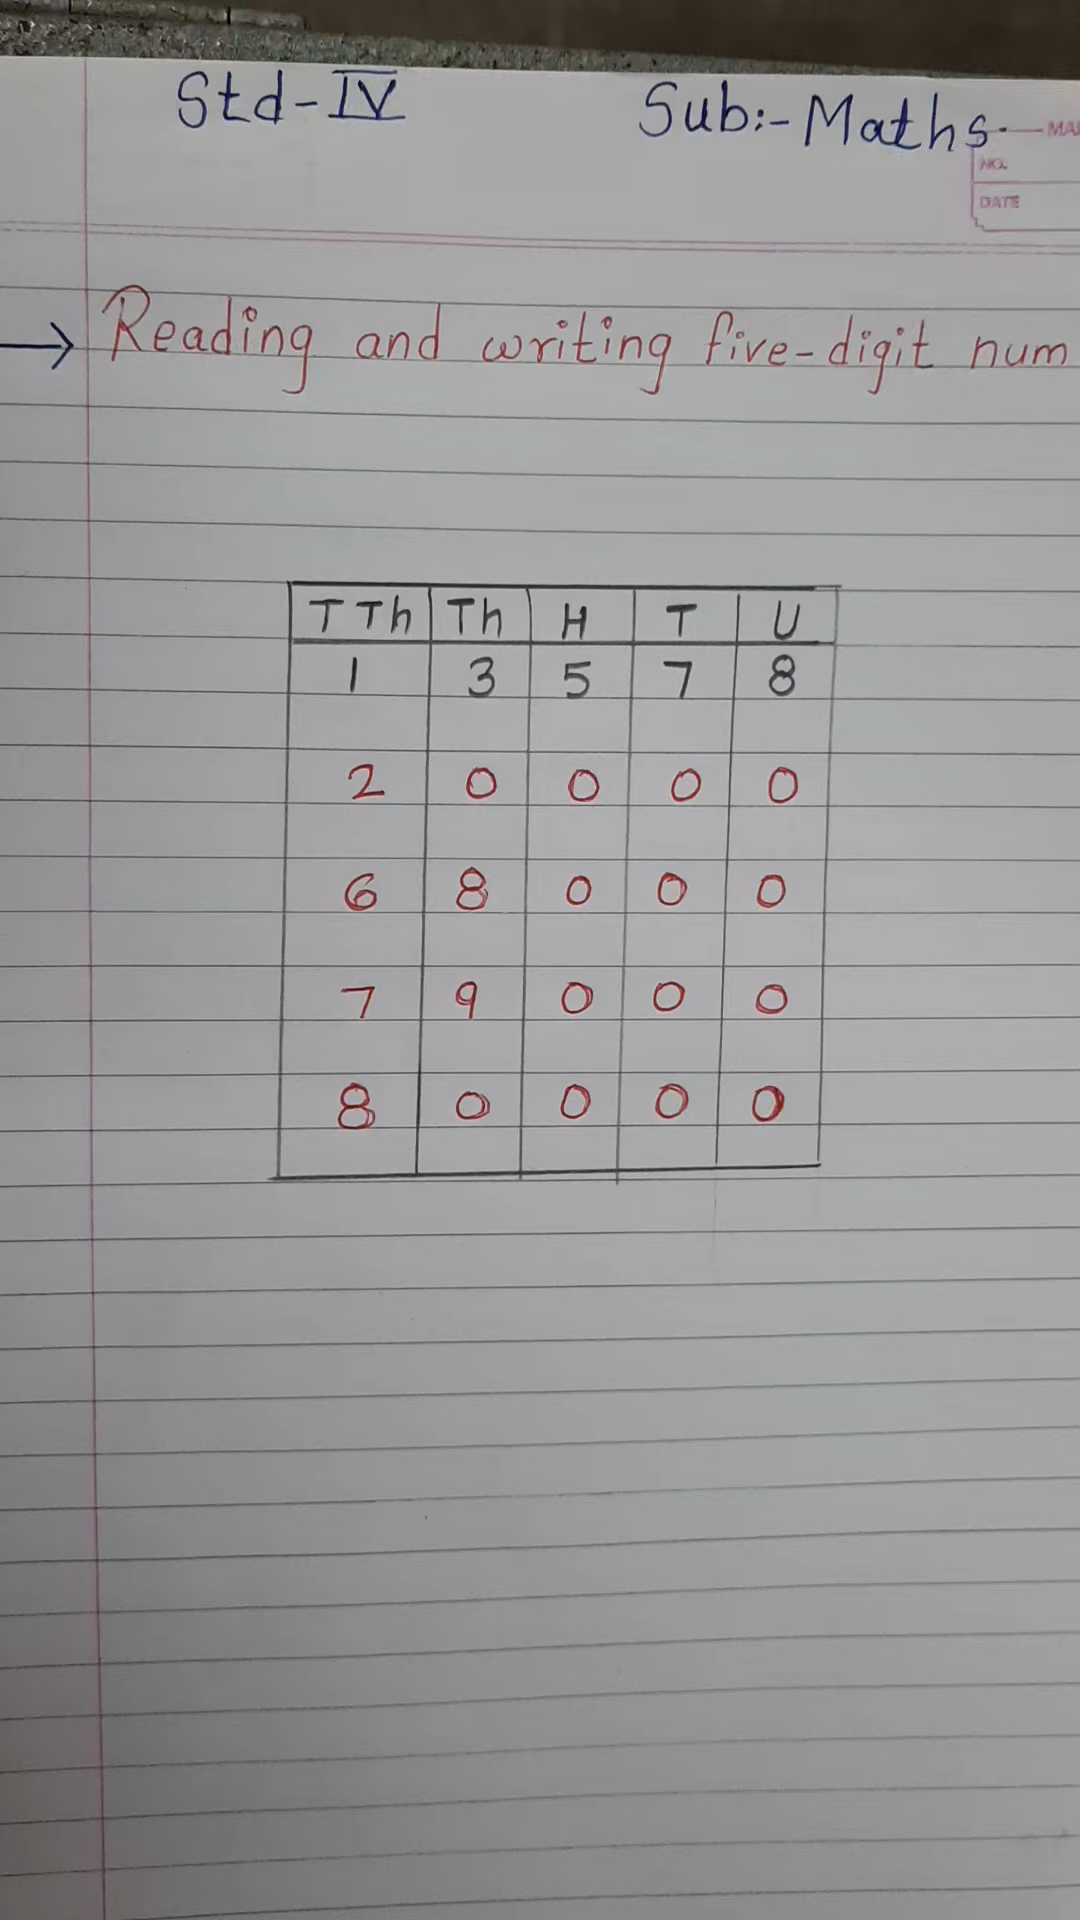 Std-IV Sub:-Maths.
MA
NO.
DATE
→ Reading and writing five-digit num
T Th Th H T U
1 3 5 7 8
2 0 0 0 0
6 8 0 0 0
7 9 0 0 0
8 0 0 0 0